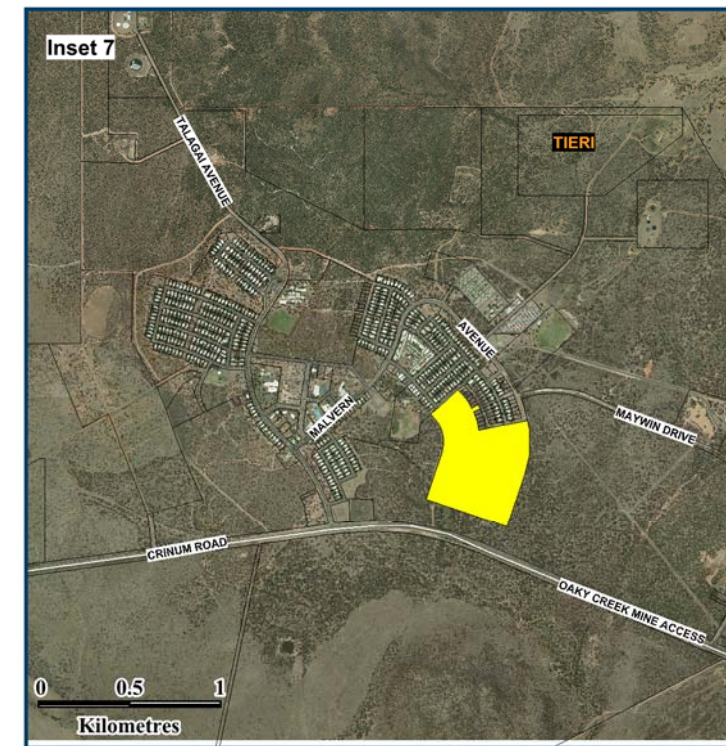 Inset 7
TIERI
TALAGAI AVENUE
AVENUE
MALVERN
MAYWIN DRIVE
CRINUM ROAD
OAKY CREEK MINE ACCESS
0 0.5 1
Kilometres